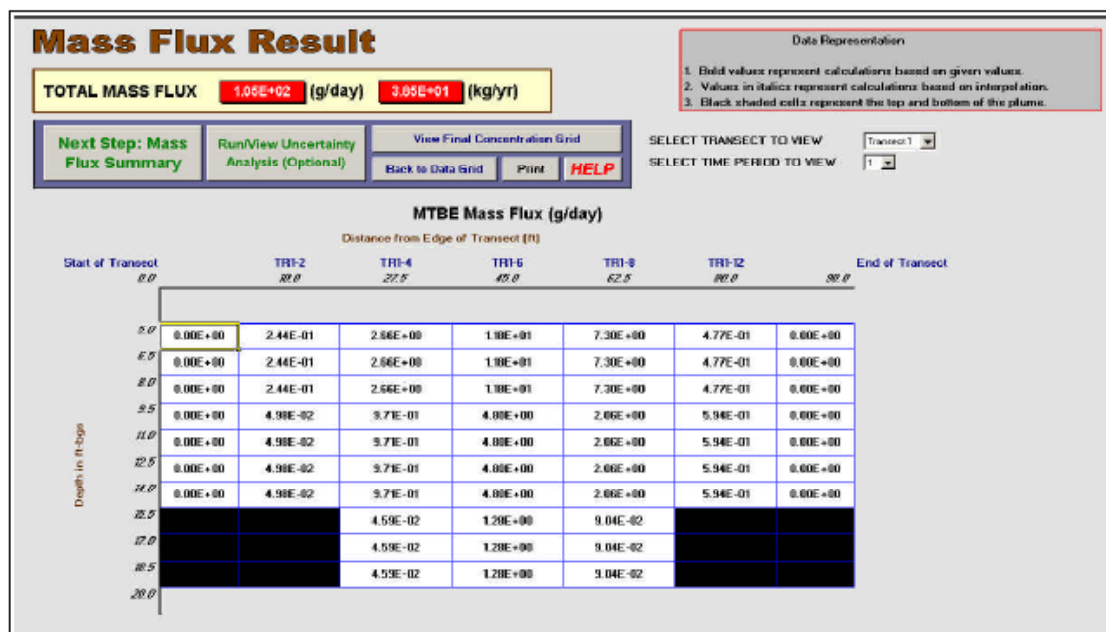 Mass Flux Result
Data Representation
1. Bold values represent calculations based on given values.
2. Values in italics represent calculations based on interpolation.
3. Black shaded cells represent the top and bottom of the plume.
TOTAL MASS FLUX 1.05E+02 (g/day) 3.85E+01 (kg/yr)
Next Step: Mass Flux Summary
Run/View Uncertainty Analysis (Optional)
View Final Concentration Grid
Back to Data Grid Print HELP
SELECT TRANSECT TO VIEW Transect 1
SELECT TIME PERIOD TO VIEW 1
MTBE Mass Flux (g/day)
Distance from Edge of Transect (ft)
Start of Transect TR1-2 TR1-4 TR1-6 TR1-8 TR1-12 End of Transect
0.0 10.0 27.5 45.0 62.5 80.0 90.0
Depth in ft-bgs
5.0 0.00E+00 2.44E-01 2.66E+00 1.18E+01 7.30E+00 4.77E-01 0.00E+00
6.5 0.00E+00 2.44E-01 2.66E+00 1.18E+01 7.30E+00 4.77E-01 0.00E+00
8.0 0.00E+00 2.44E-01 2.66E+00 1.18E+01 7.30E+00 4.77E-01 0.00E+00
9.5 0.00E+00 4.98E-02 9.71E-01 4.80E+00 2.06E+00 5.94E-01 0.00E+00
11.0 0.00E+00 4.98E-02 9.71E-01 4.80E+00 2.06E+00 5.94E-01 0.00E+00
12.5 0.00E+00 4.98E-02 9.71E-01 4.80E+00 2.06E+00 5.94E-01 0.00E+00
14.0 0.00E+00 4.98E-02 9.71E-01 4.80E+00 2.06E+00 5.94E-01 0.00E+00
15.5 4.59E-02 1.28E+00 9.04E-02
17.0 4.59E-02 1.28E+00 9.04E-02
18.5 4.59E-02 1.28E+00 9.04E-02
20.0